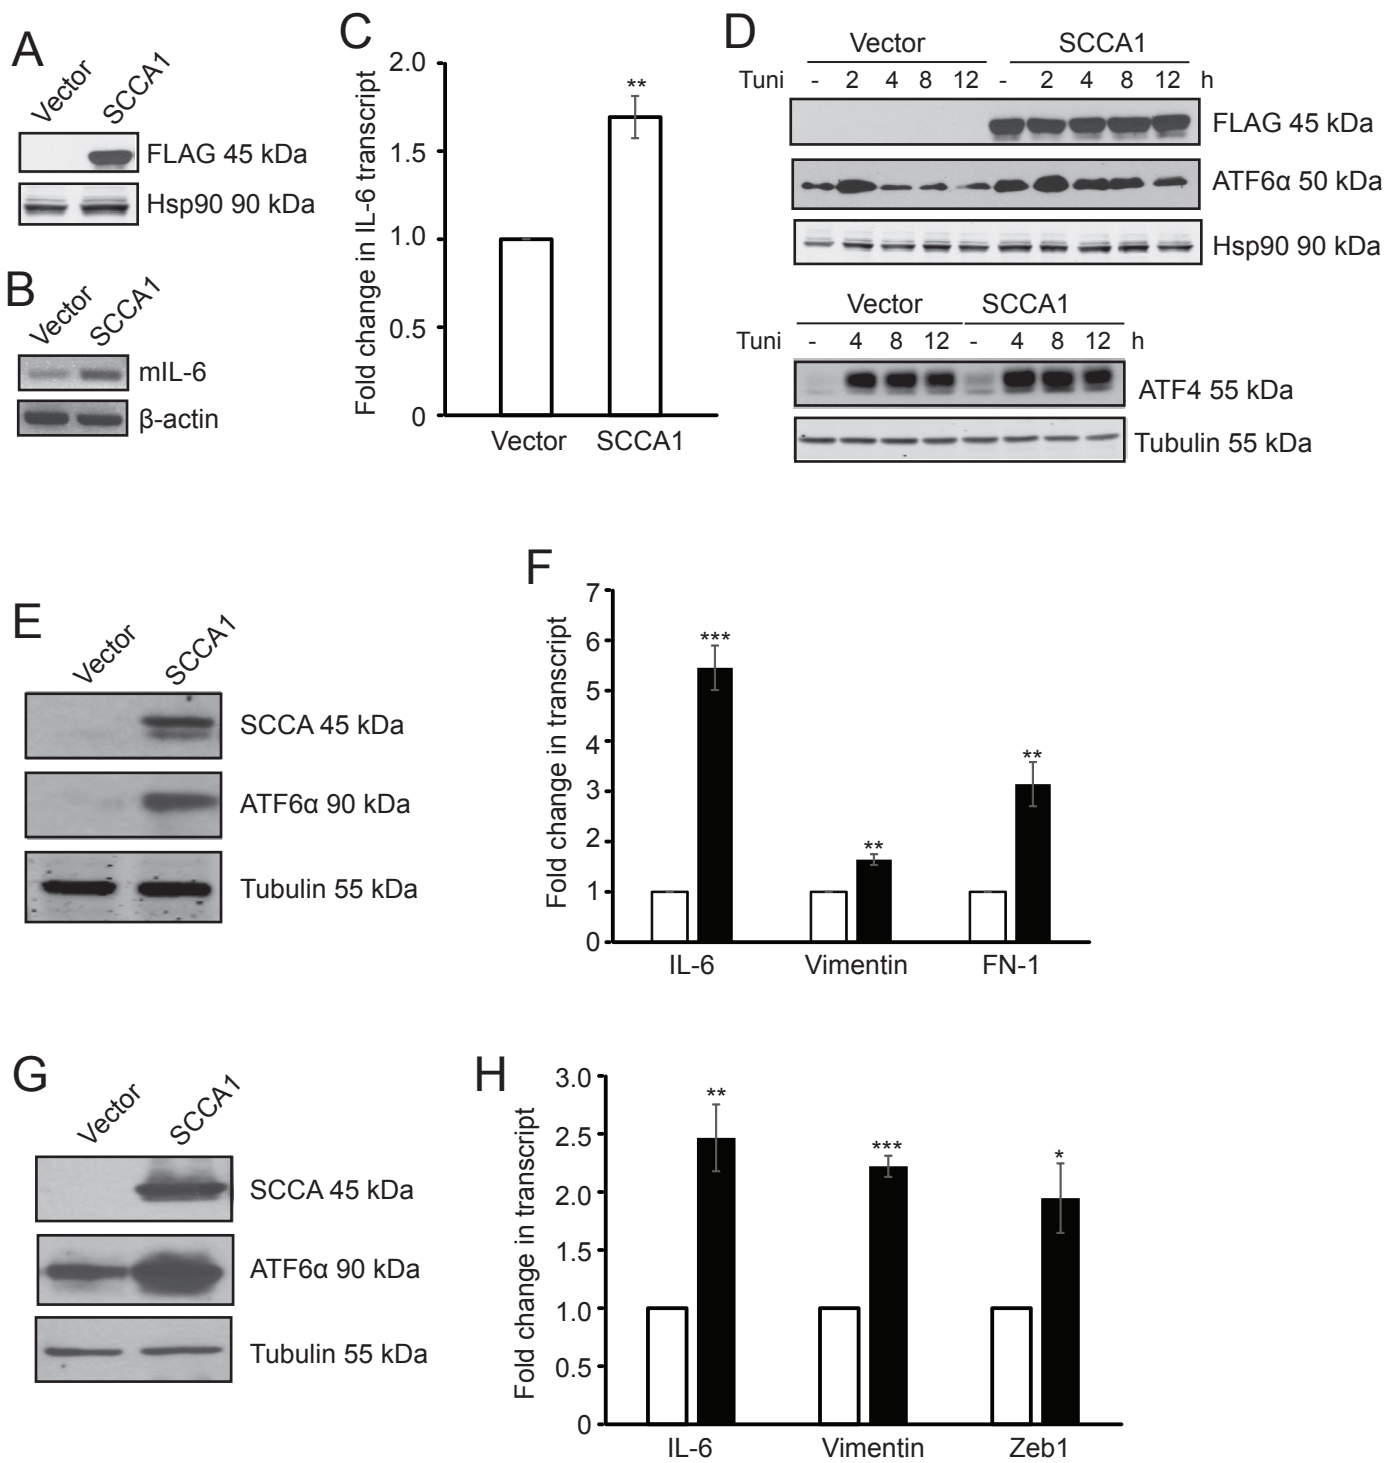 A
Vector SCCA1
FLAG 45 kDa
Hsp90 90 kDa
B
Vector SCCA1
mIL-6
β-actin
C
Fold change in IL-6 transcript
2.0
1.5
1.0
0.5
0
**
Vector SCCA1
D
Vector SCCA1
Tuni - 2 4 8 12 - 2 4 8 12 h
FLAG 45 kDa
ATF6α 50 kDa
Hsp90 90 kDa
Vector SCCA1
Tuni - 4 8 12 - 4 8 12 h
ATF4 55 kDa
Tubulin 55 kDa
E
Vector SCCA1
SCCA 45 kDa
ATF6α 90 kDa
Tubulin 55 kDa
F
Fold change in transcript
7
6
5
4
3
2
1
0
***
**
**
IL-6 Vimentin FN-1
G
Vector SCCA1
SCCA 45 kDa
ATF6α 90 kDa
Tubulin 55 kDa
H
Fold change in transcript
3.0
2.5
2.0
1.5
1.0
0.5
0
**
***
*
IL-6 Vimentin Zeb1